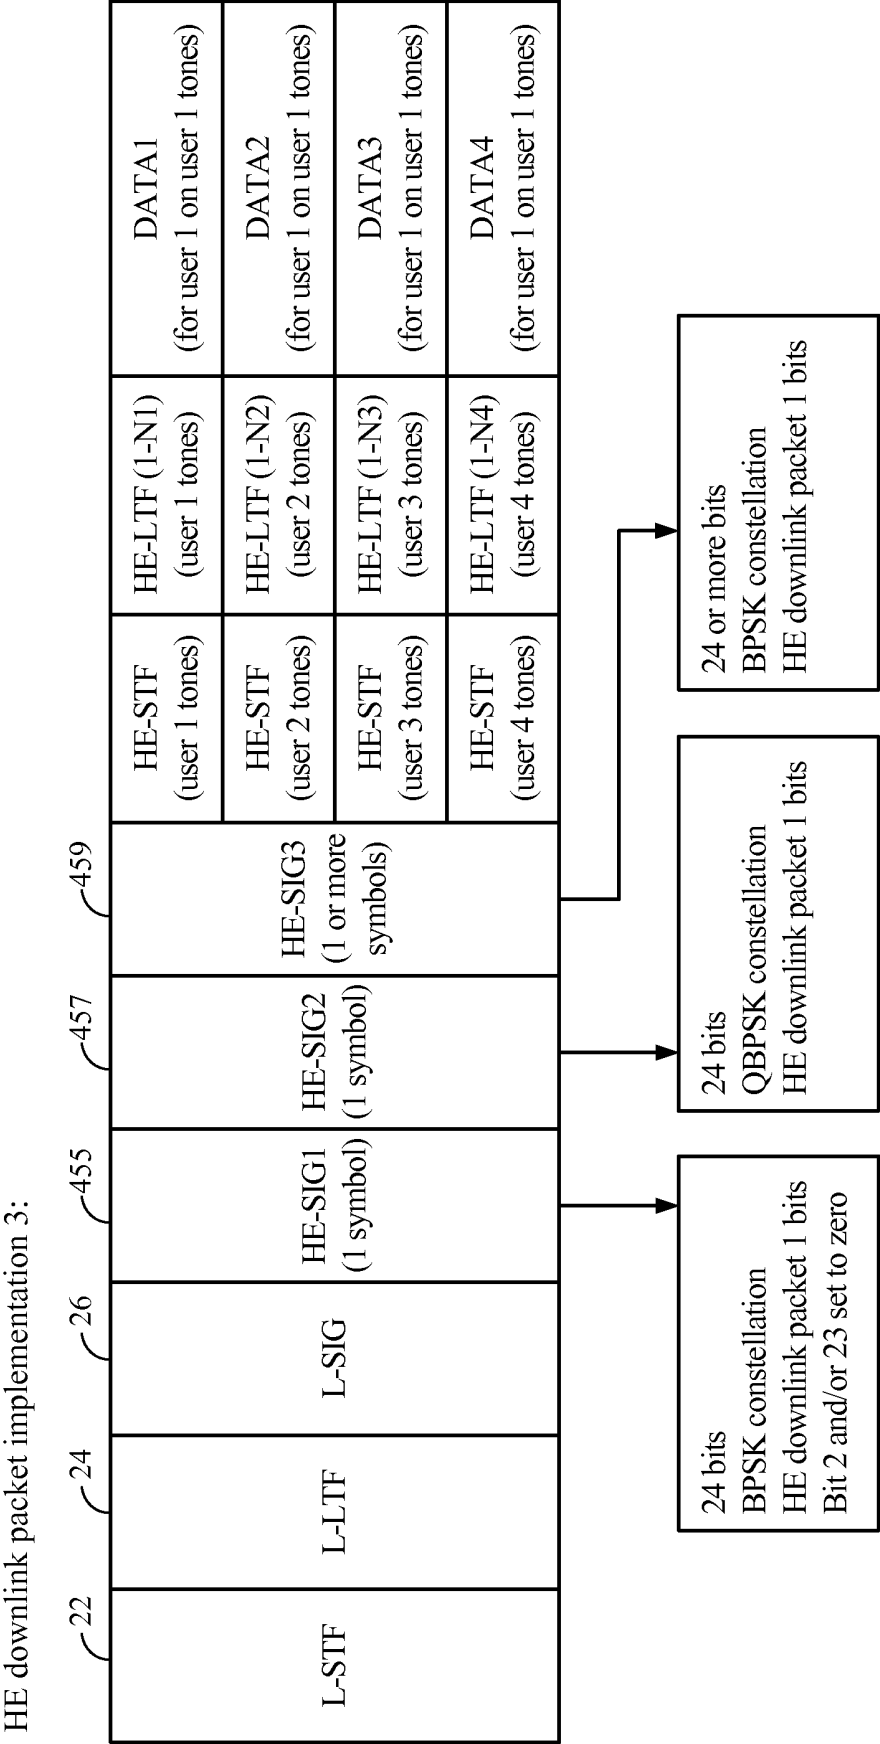 HE downlink packet implementation 3:
22
24
26
455
457
459
L-STF
L-LTF
L-SIG
HE-SIG1
(1 symbol)
HE-SIG2
(1 symbol)
HE-SIG3
(1 or more
symbols)
HE-STF
(user 1 tones)
HE-LTF (1-N1)
(user 1 tones)
DATA1
(for user 1 on user 1 tones)
HE-STF
(user 2 tones)
HE-LTF (1-N2)
(user 2 tones)
DATA2
(for user 1 on user 1 tones)
HE-STF
(user 3 tones)
HE-LTF (1-N3)
(user 3 tones)
DATA3
(for user 1 on user 1 tones)
HE-STF
(user 4 tones)
HE-LTF (1-N4)
(user 4 tones)
DATA4
(for user 1 on user 1 tones)
24 bits
BPSK constellation
HE downlink packet 1 bits
Bit 2 and/or 23 set to zero
24 bits
QBPSK constellation
HE downlink packet 1 bits
24 or more bits
BPSK constellation
HE downlink packet 1 bits